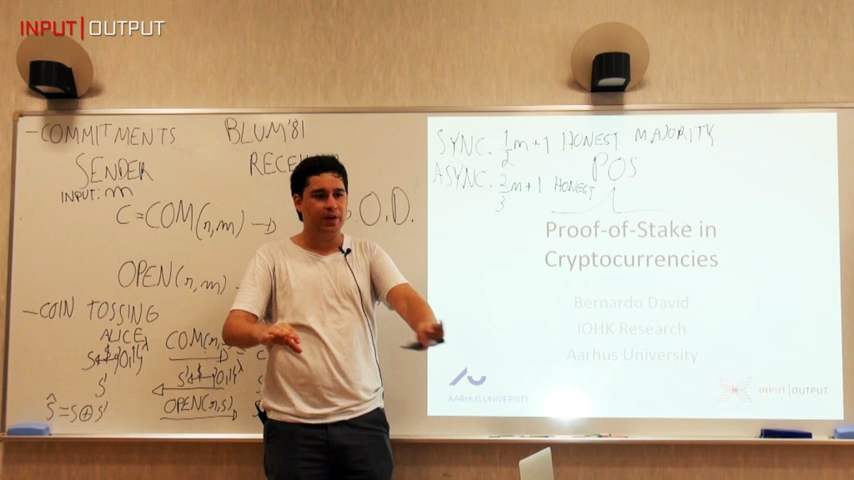 INPUT|OUTPUT
-COMMITMENTS BLUM'81
SENDER
INPUT: m
C=COM(r,m)
O.D.
OPEN(r,m)
-COIN TOSSING
ALICE
COM(r,
S'
OPEN(r,s)
Ŝ=S⊕S'
SYNC. 1/2 m+1 HONEST MAJORITY
ASYNC. 2/3 m+1 HONEST
POS
Proof-of-Stake in
Cryptocurrencies
Bernardo David
IOHK Research
Aarhus University
AARHUS UNIVERSITY
INPUT|OUTPUT